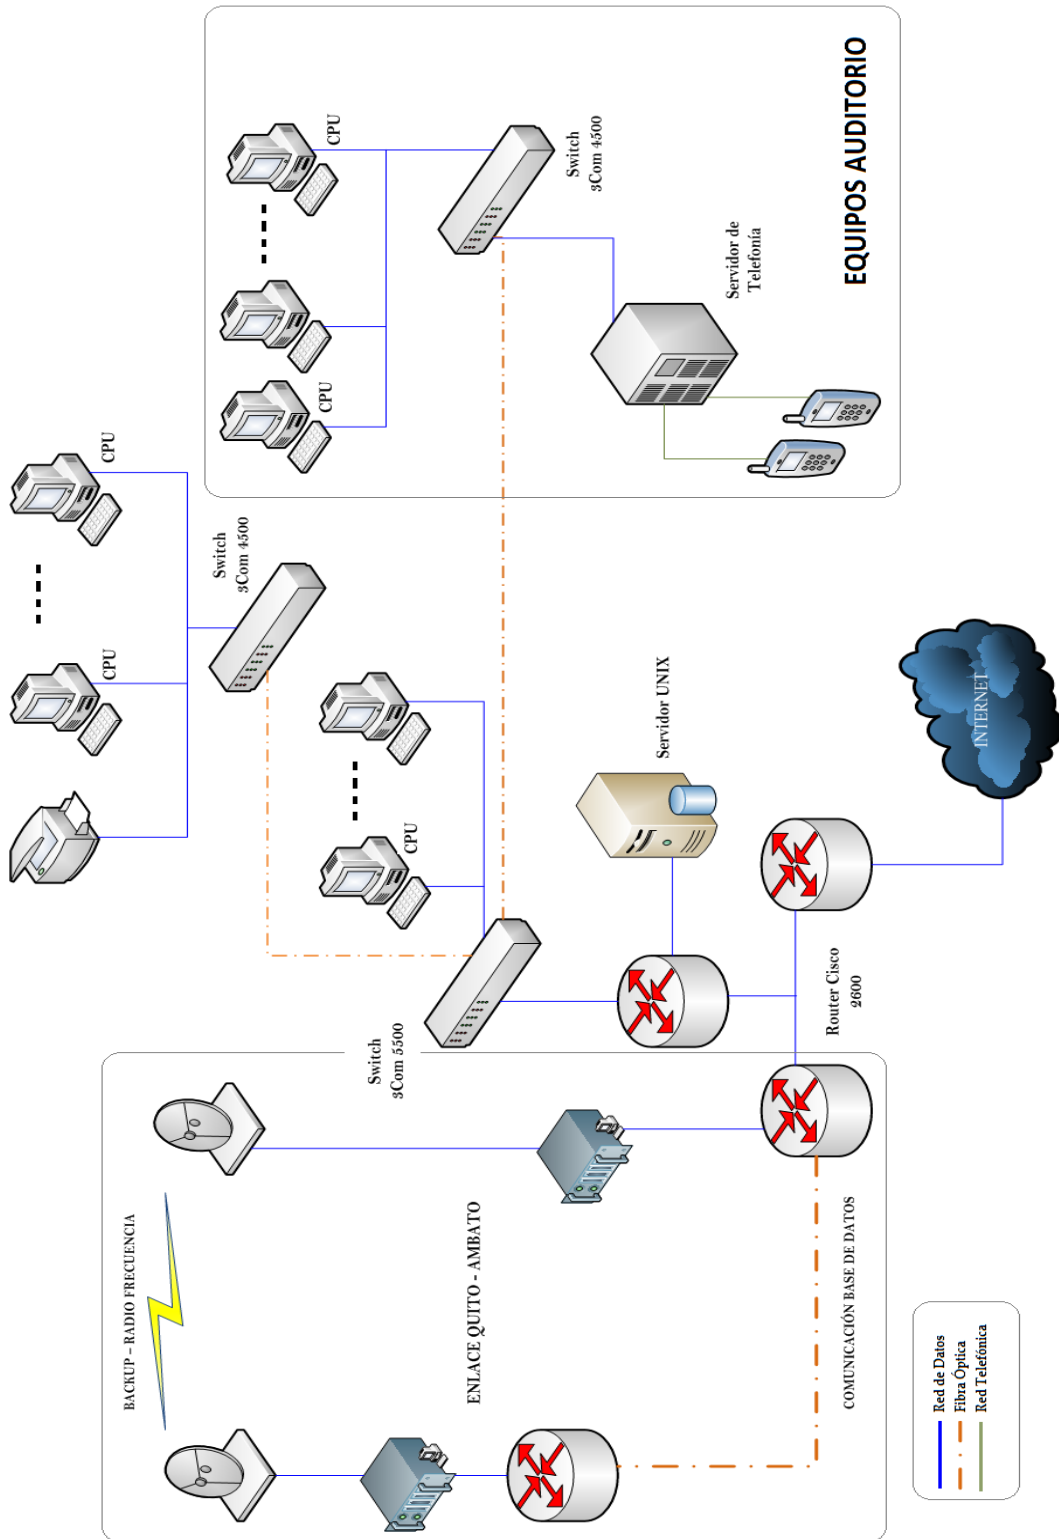 BACKUP – RADIO FRECUENCIA
ENLACE QUITO - AMBATO
COMUNICACIÓN BASE DE DATOS
Red de Datos
Fibra Óptica
Red Telefónica
Switch
3Com 5500
CPU
Router Cisco
2600
Servidor UNIX
INTERNET
CPU
CPU
Switch
3Com 4500
CPU
CPU
Switch
3Com 4500
Servidor de
Telefonía
EQUIPOS AUDITORIO